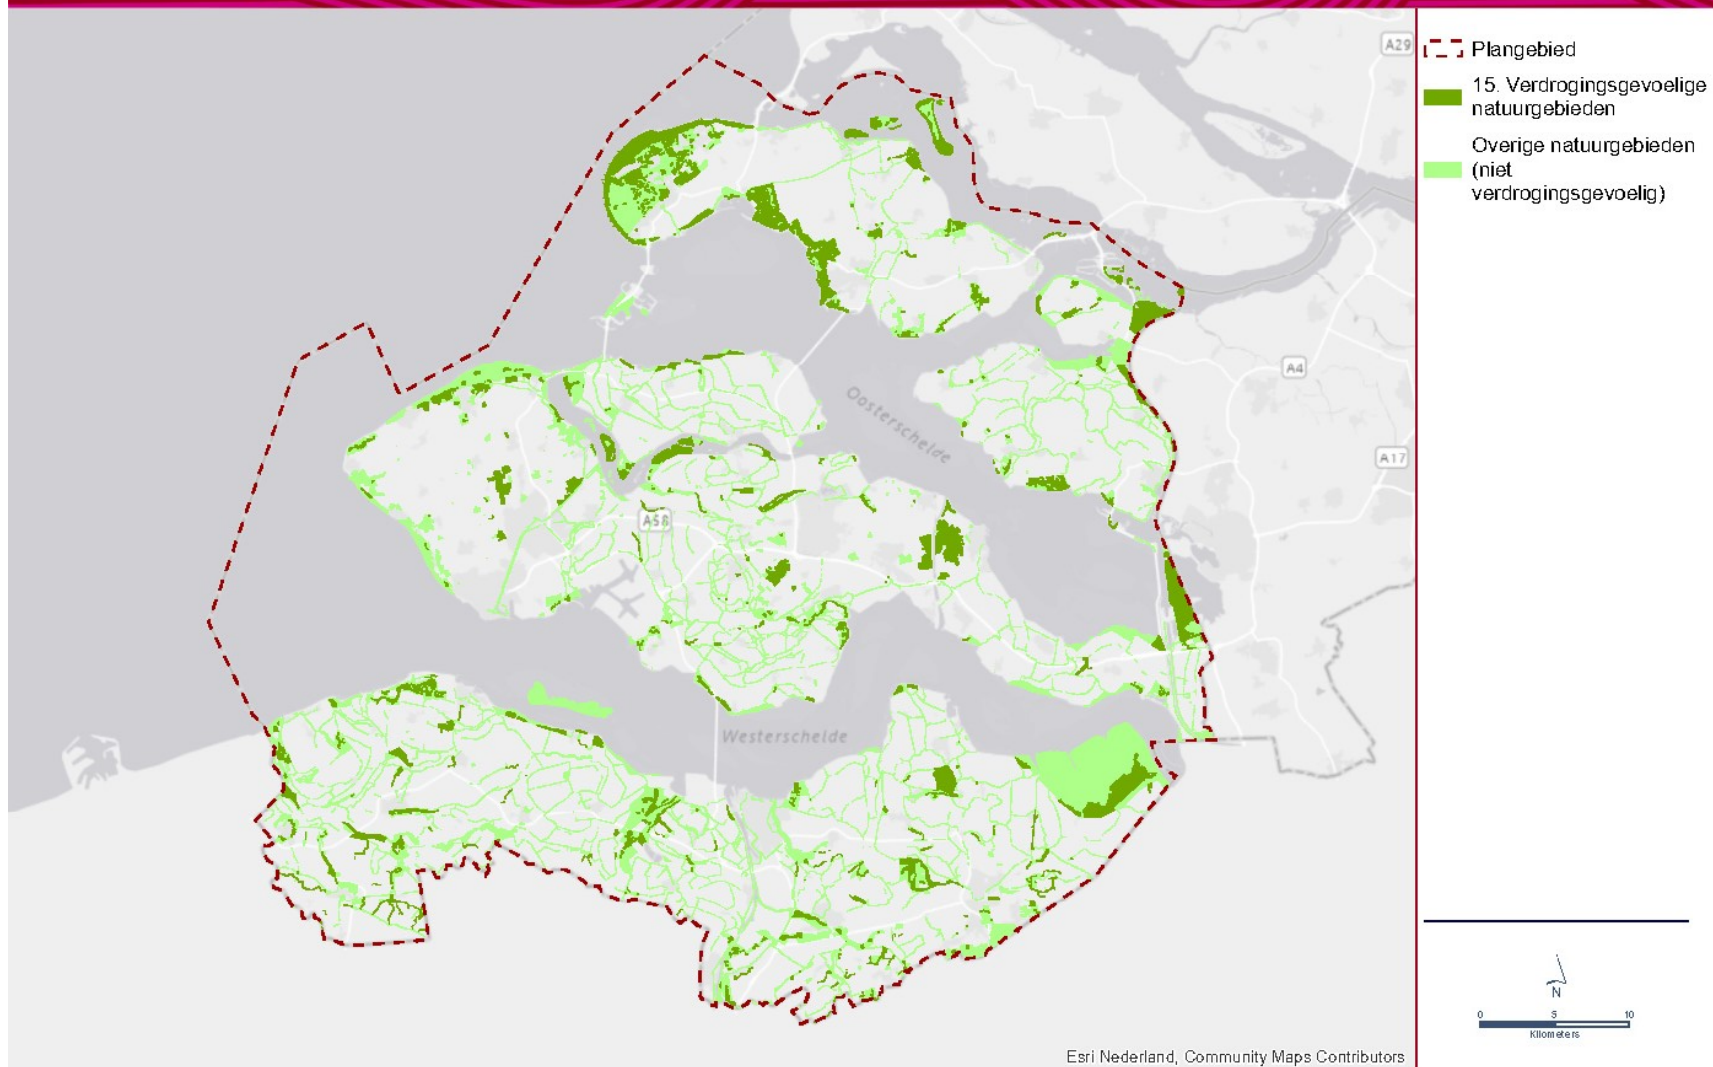 A29
Plangebied
15. Verdrogingsgevoelige
natuurgebieden
Overige natuurgebieden
(niet
verdrogingsgevoelig)
A4
Oosterschelde
A17
A58
Westerschelde
N
0 5 10
Kilometers
Esri Nederland, Community Maps Contributors